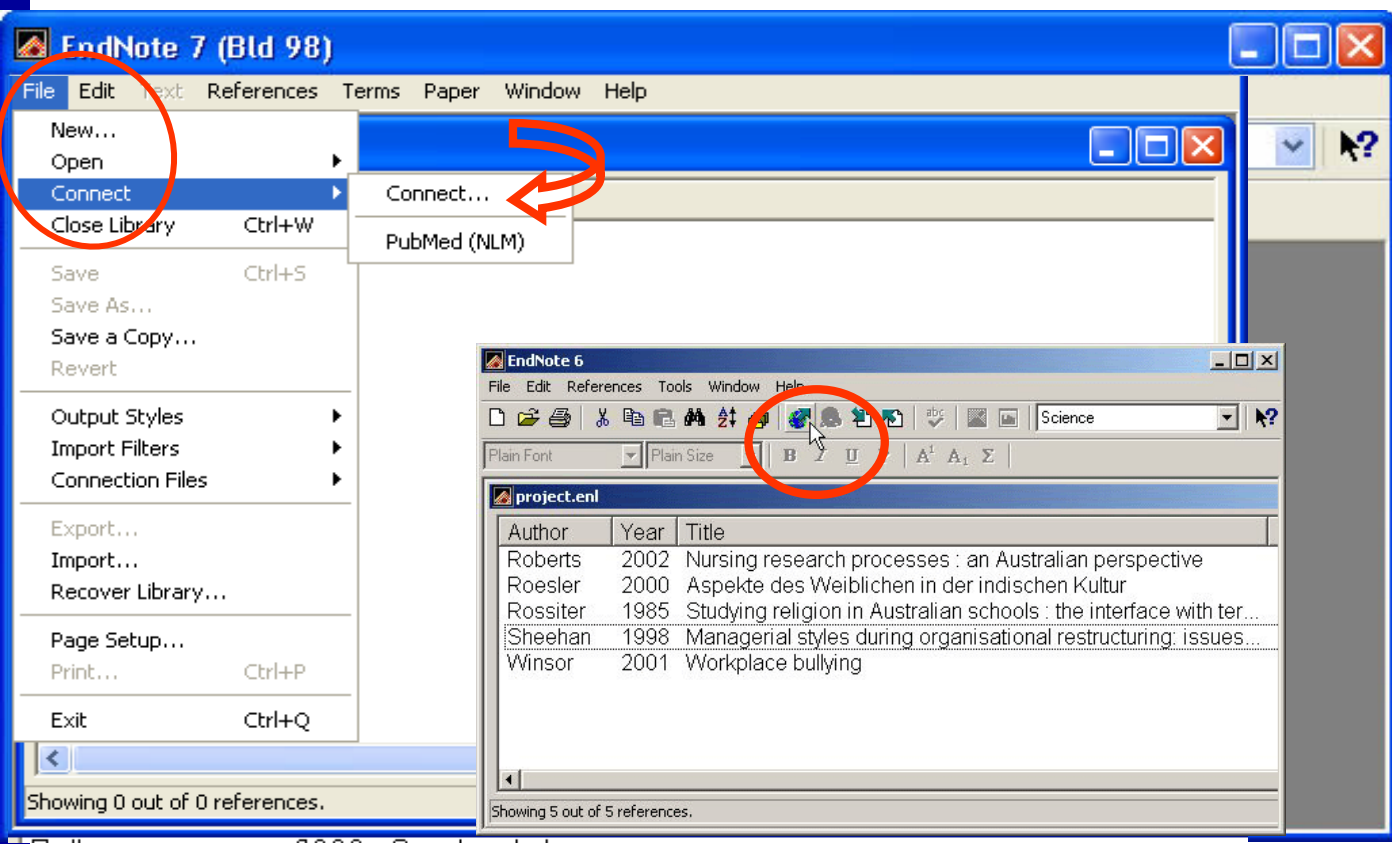 EndNote 7 (Bld 98)
File Edit Text References Terms Paper Window Help
New...
Open
Connect
Close Library Ctrl+W
Save Ctrl+S
Save As...
Save a Copy...
Revert
Output Styles
Import Filters
Connection Files
Export...
Import...
Recover Library...
Page Setup...
Print... Ctrl+P
Exit Ctrl+Q
Connect...
PubMed (NLM)
Showing 0 out of 0 references.
EndNote 6
File Edit References Tools Window Help
Science
Plain Font Plain Size B I U P A1 A1 Σ
project.enl
Author Year Title
Roberts 2002 Nursing research processes : an Australian perspective
Roesler 2000 Aspekte des Weiblichen in der indischen Kultur
Rossiter 1985 Studying religion in Australian schools : the interface with ter...
Sheehan 1998 Managerial styles during organisational restructuring: issues...
Winsor 2001 Workplace bullying
Showing 5 out of 5 references.